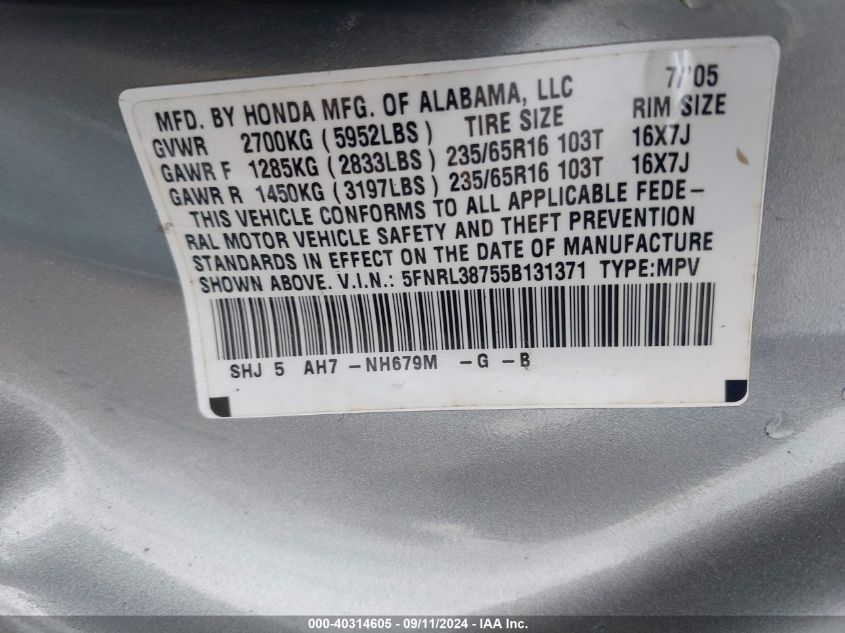 MFD. BY HONDA MFG. OF ALABAMA, LLC 7/'05
GVWR 2700KG (5952LBS) TIRE SIZE RIM SIZE
GAWR F 1285KG (2833LBS) 235/65R16 103T 16X7J
GAWR R 1450KG (3197LBS) 235/65R16 103T 16X7J
THIS VEHICLE CONFORMS TO ALL APPLICABLE FEDE-
RAL MOTOR VEHICLE SAFETY AND THEFT PREVENTION
STANDARDS IN EFFECT ON THE DATE OF MANUFACTURE
SHOWN ABOVE. V.I.N.: 5FNRL38755B131371 TYPE:MPV
SHJ 5 AH7 -NH679M -G -B
000-40314605 - 09/11/2024 - IAA Inc.